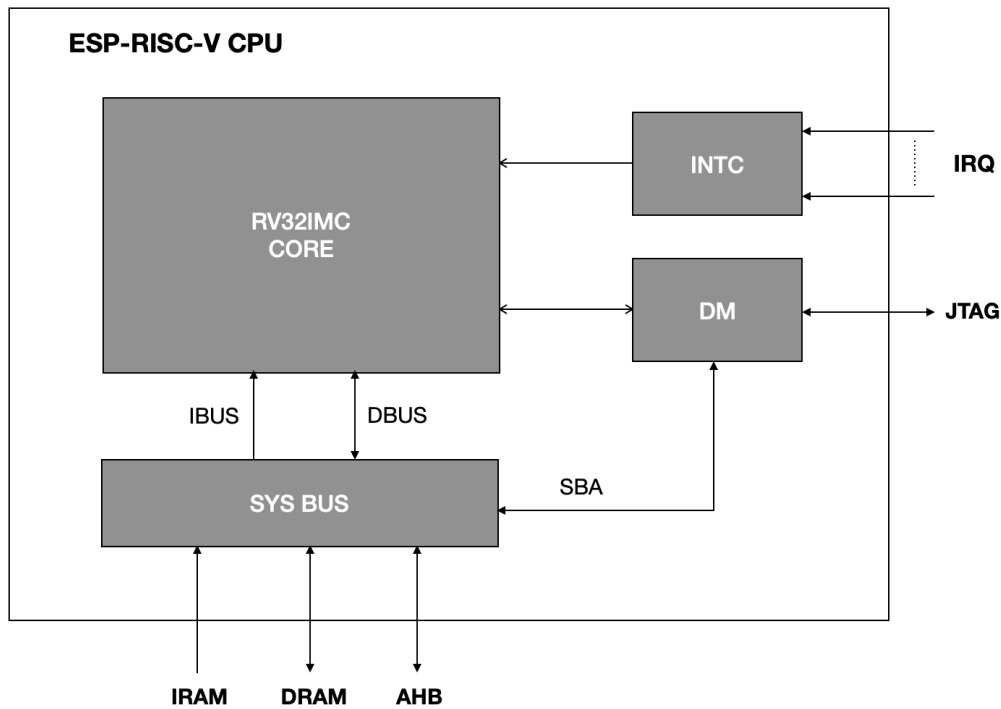 ESP-RISC-V CPU
RV32IMC
CORE
INTC
IRQ
DM
JTAG
IBUS
DBUS
SYS BUS
SBA
IRAM
DRAM
AHB